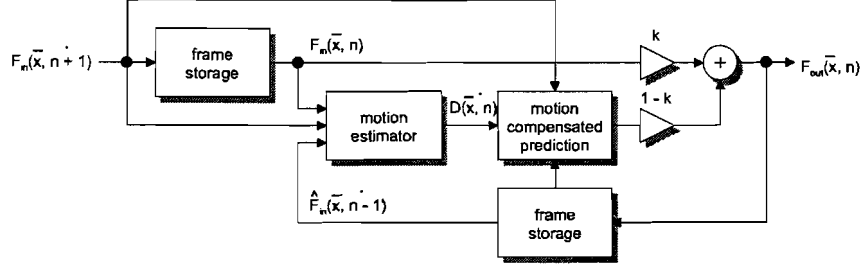 F_in(x̄, n + 1)
frame
storage
F_in(x̄, n)
k
+
F_out(x̄, n)
motion
estimator
D(x̄, n)
motion
compensated
prediction
1 - k
F̂_in(x̄, n - 1)
frame
storage